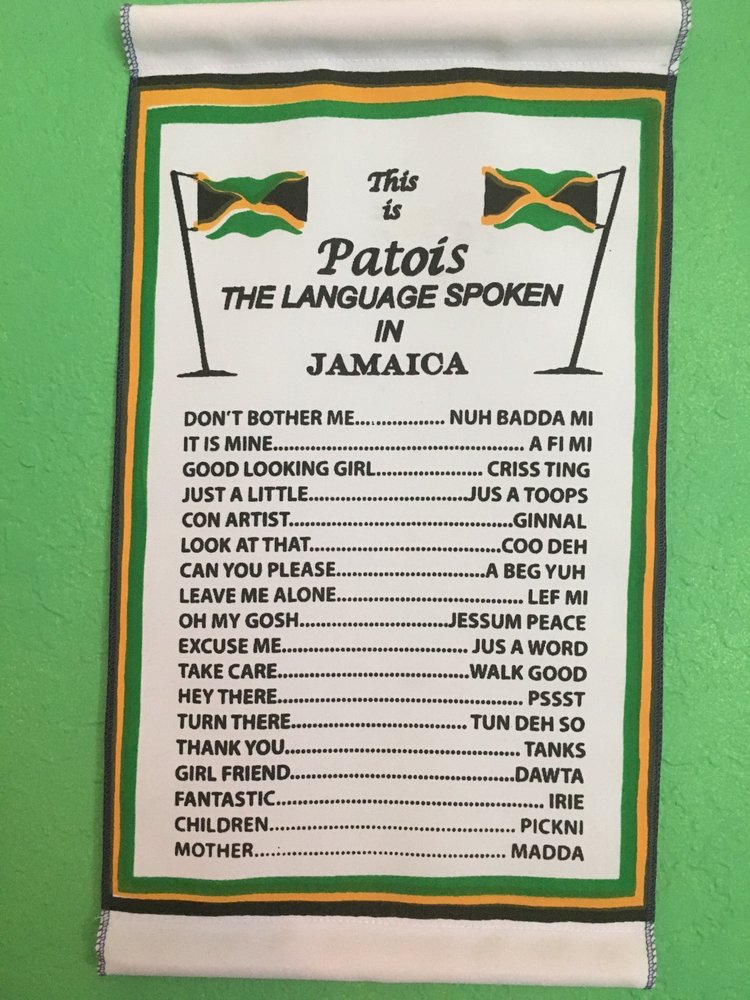 This
is
Patois
THE LANGUAGE SPOKEN
IN
JAMAICA
DON'T BOTHER ME................. NUH BADDA MI
IT IS MINE............................................. A FI MI
GOOD LOOKING GIRL................... CRISS TING
JUST A LITTLE............................JUS A TOOPS
CON ARTIST........................................GINNAL
LOOK AT THAT..................................COO DEH
CAN YOU PLEASE...........................A BEG YUH
LEAVE ME ALONE................................. LEF MI
OH MY GOSH..........................JESSUM PEACE
EXCUSE ME................................ JUS A WORD
TAKE CARE..................................WALK GOOD
HEY THERE............................................ PSSST
TURN THERE............................... TUN DEH SO
THANK YOU......................................... TANKS
GIRL FRIEND.......................................DAWTA
FANTASTIC............................................... IRIE
CHILDREN........................................... PICKNI
MOTHER............................................ MADDA